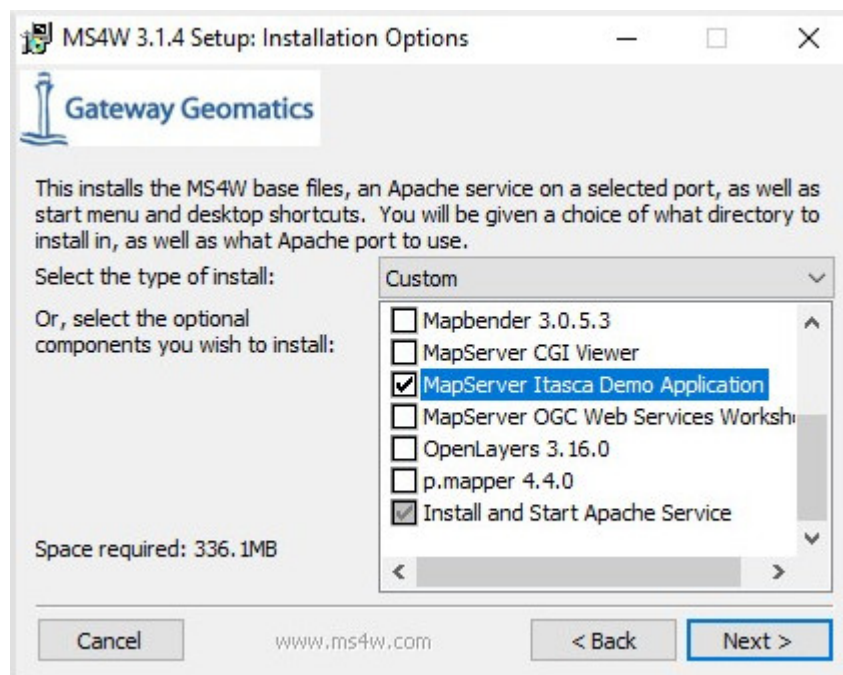 MS4W 3.1.4 Setup: Installation Options
Gateway Geomatics
This installs the MS4W base files, an Apache service on a selected port, as well as
start menu and desktop shortcuts. You will be given a choice of what directory to
install in, as well as what Apache port to use.
Select the type of install:
Custom
Or, select the optional
components you wish to install:
Mapbender 3.0.5.3
MapServer CGI Viewer
MapServer Itasca Demo Application
MapServer OGC Web Services Worksh
OpenLayers 3.16.0
p.mapper 4.4.0
Install and Start Apache Service
Space required: 336.1MB
Cancel
www.ms4w.com
< Back
Next >